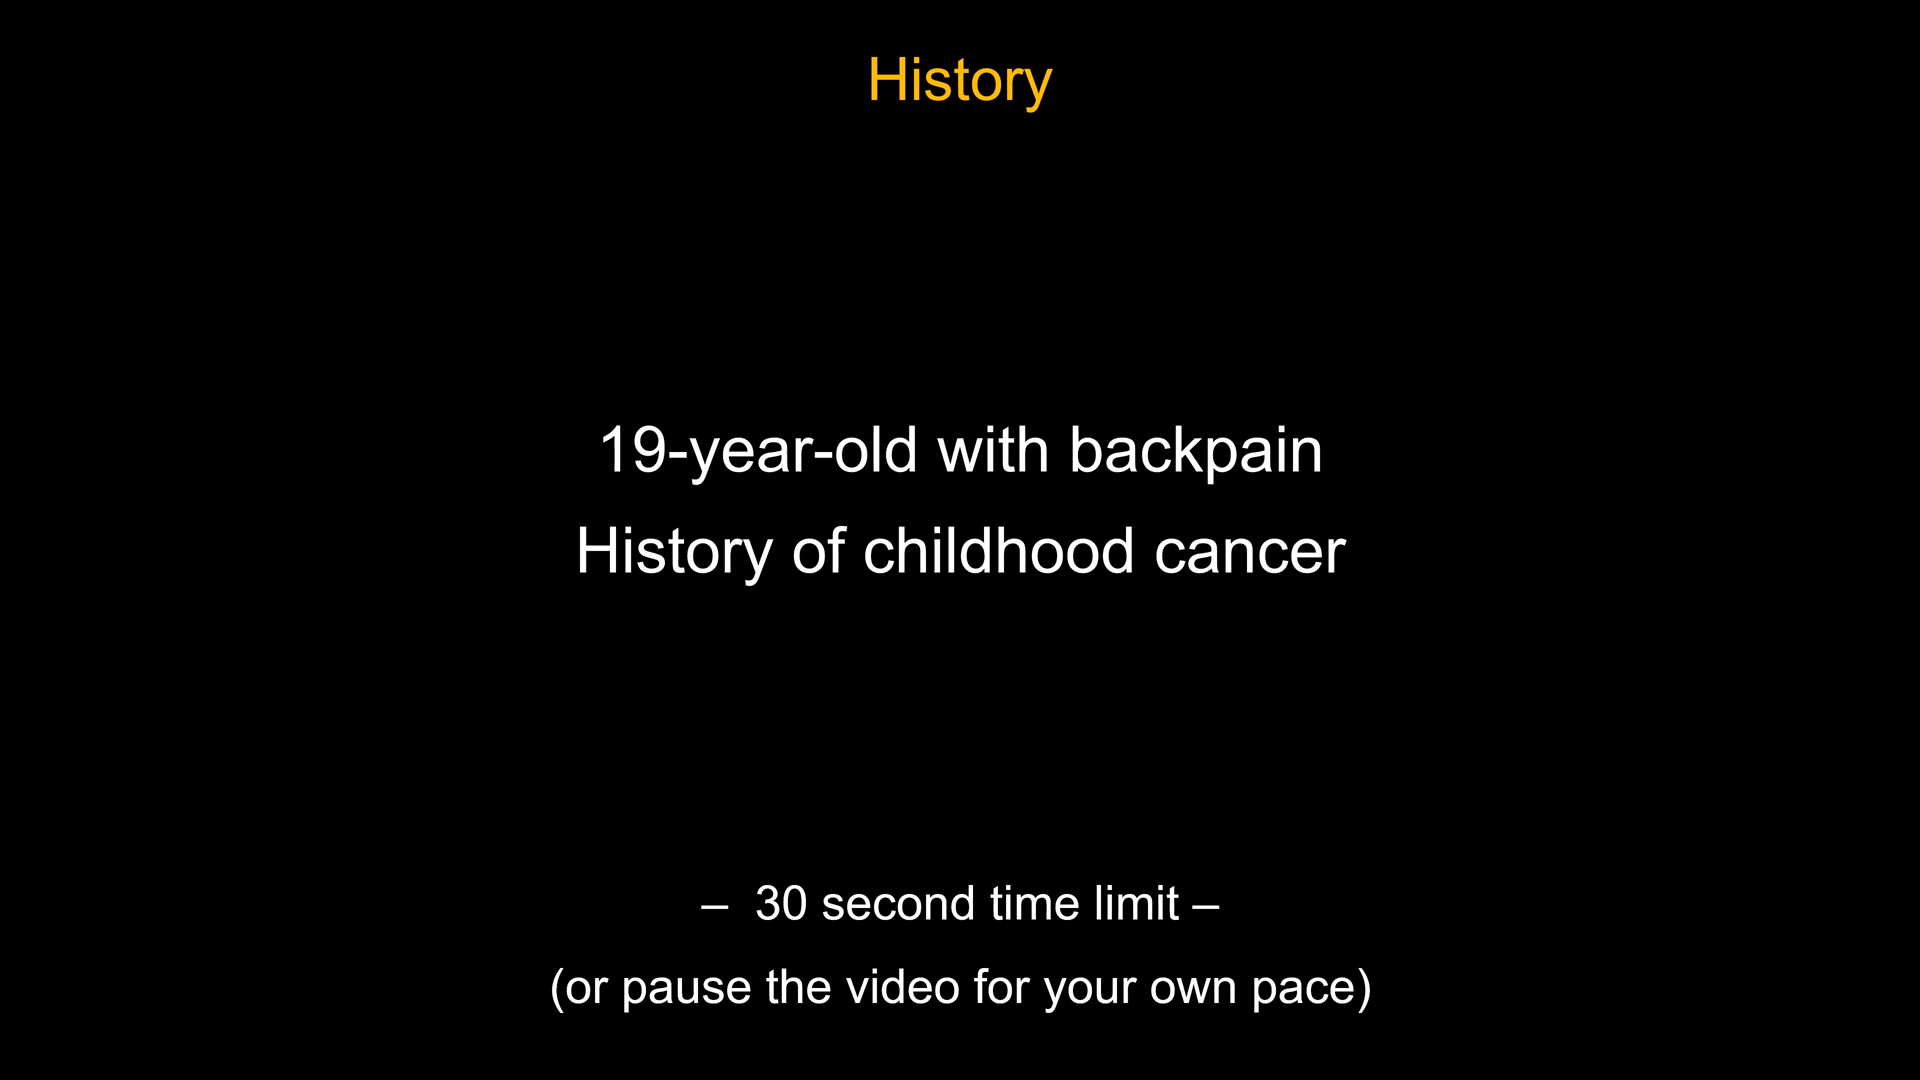 History
19-year-old with backpain
History of childhood cancer
–  30 second time limit –
(or pause the video for your own pace)